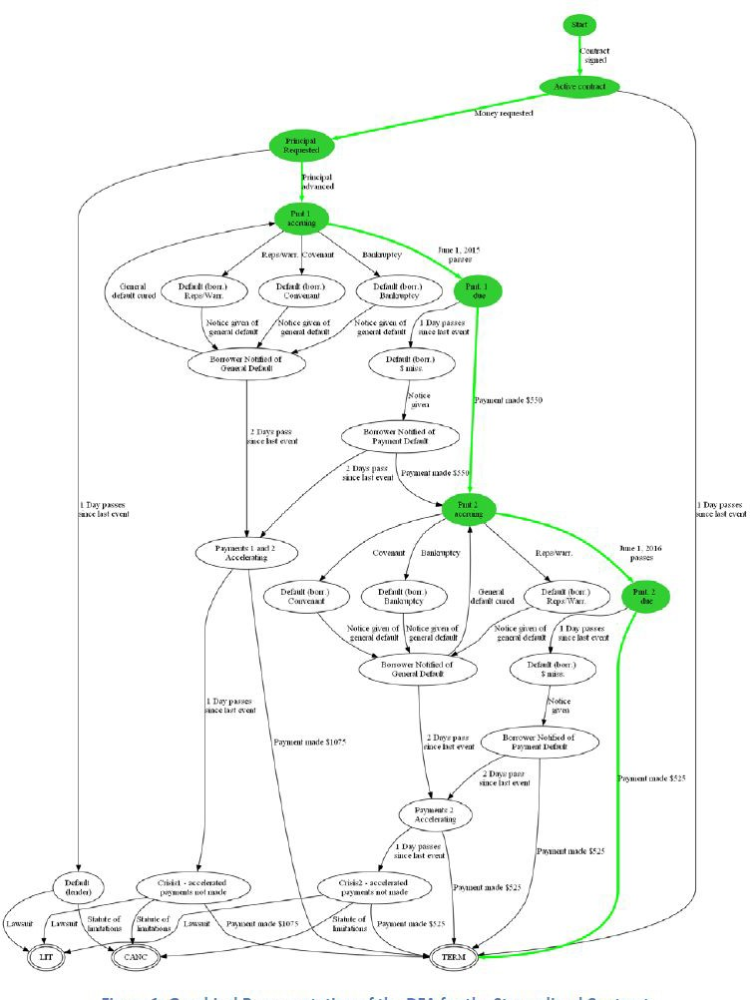 Start
Contract
signed
Active contract
Money requested
Principal
Requested
Principal
advanced
Pmt 1
accruing
June 1, 2015
passes
Reps/warr.
Covenant
Bankruptcy
General
default cured
Default (borr.)
Reps/Warr.
Default (borr.)
Covenant
Default (borr.)
Bankruptcy
Pmt. 1
due
Notice given of
general default
Notice given of
general default
Notice given of
general default
1 Day passes
since last event
Borrower Notified of
General Default
Default (borr.)
$ miss.
Notice
given
Payment made $550
2 Days pass
since last event
Borrower Notified of
Payment Default
2 Days pass
since last event
Payment made $550
1 Day passes
since last event
1 Day passes
since last event
Pmt 2
accruing
Payments 1 and 2
Accelerating
Covenant
Bankruptcy
Reps/warr.
June 1, 2016
passes
Default (borr.)
Covenant
Default (borr.)
Bankruptcy
General
default cured
Default (borr.)
Reps/Warr.
Pmt. 2
due
Notice given of
general default
Notice given of
general default
Notice given of
general default
1 Day passes
since last event
Borrower Notified of
General Default
Default (borr.)
$ miss.
1 Day passes
since last event
Notice
given
Payment made $1075
2 Days pass
since last event
Borrower Notified of
Payment Default
2 Days pass
since last event
Payment made $525
Payments 2
Accelerating
1 Day passes
since last event
Payment made $525
Payment made $525
Default
(lender)
Crisis1 - accelerated
payments not made
Crisis2 - accelerated
payments not made
Lawsuit
Lawsuit
Statute of
limitations
Statute of
limitations
Lawsuit
Payment made $1075
Statute of
limitations
Payment made $525
LIT
CANC
TERM